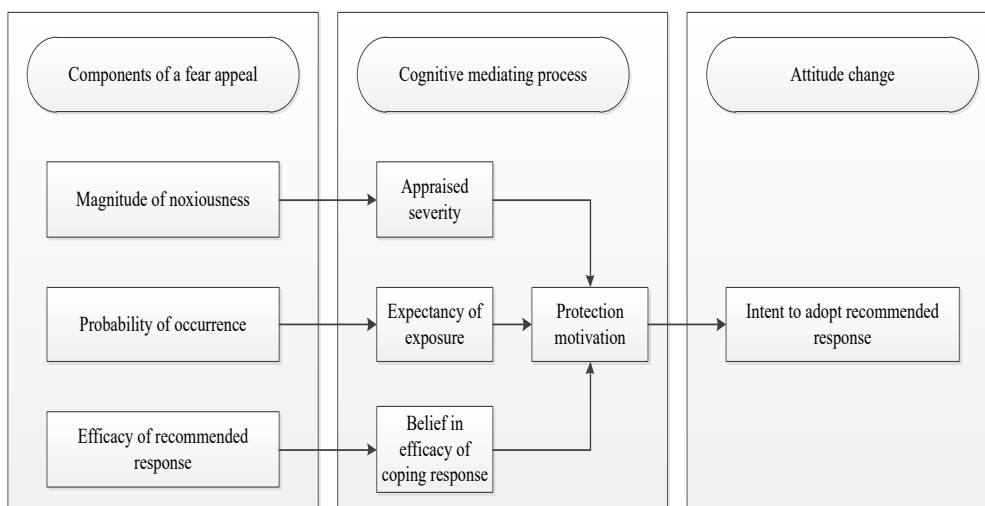 Components of a fear appeal
Cognitive mediating process
Attitude change
Magnitude of noxiousness
Appraised
severity
Probability of occurrence
Expectancy of
exposure
Protection
motivation
Intent to adopt recommended
response
Efficacy of recommended
response
Belief in
efficacy of
coping response